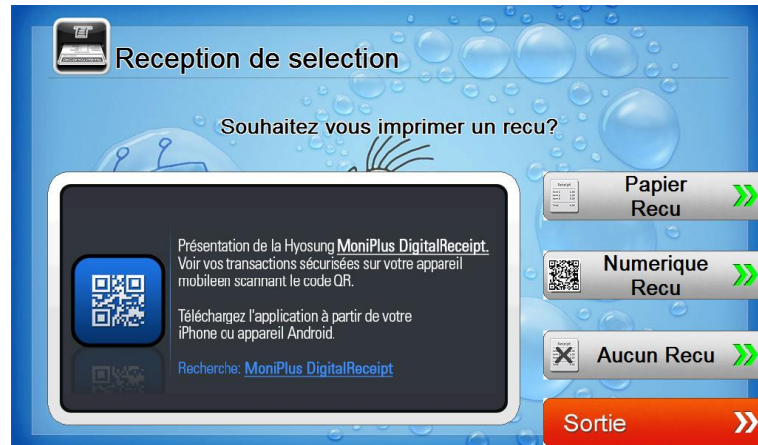 Reception de selection
Souhaitez vous imprimer un recu?
Présentation de la Hyosung MoniPlus DigitalReceipt.
Voir vos transactions sécurisées sur votre appareil
mobileen scannant le code QR.
Téléchargez l'application à partir de votre
iPhone ou appareil Android.
Recherche: MoniPlus DigitalReceipt
Papier
Recu
Numerique
Recu
Aucun Recu
Sortie